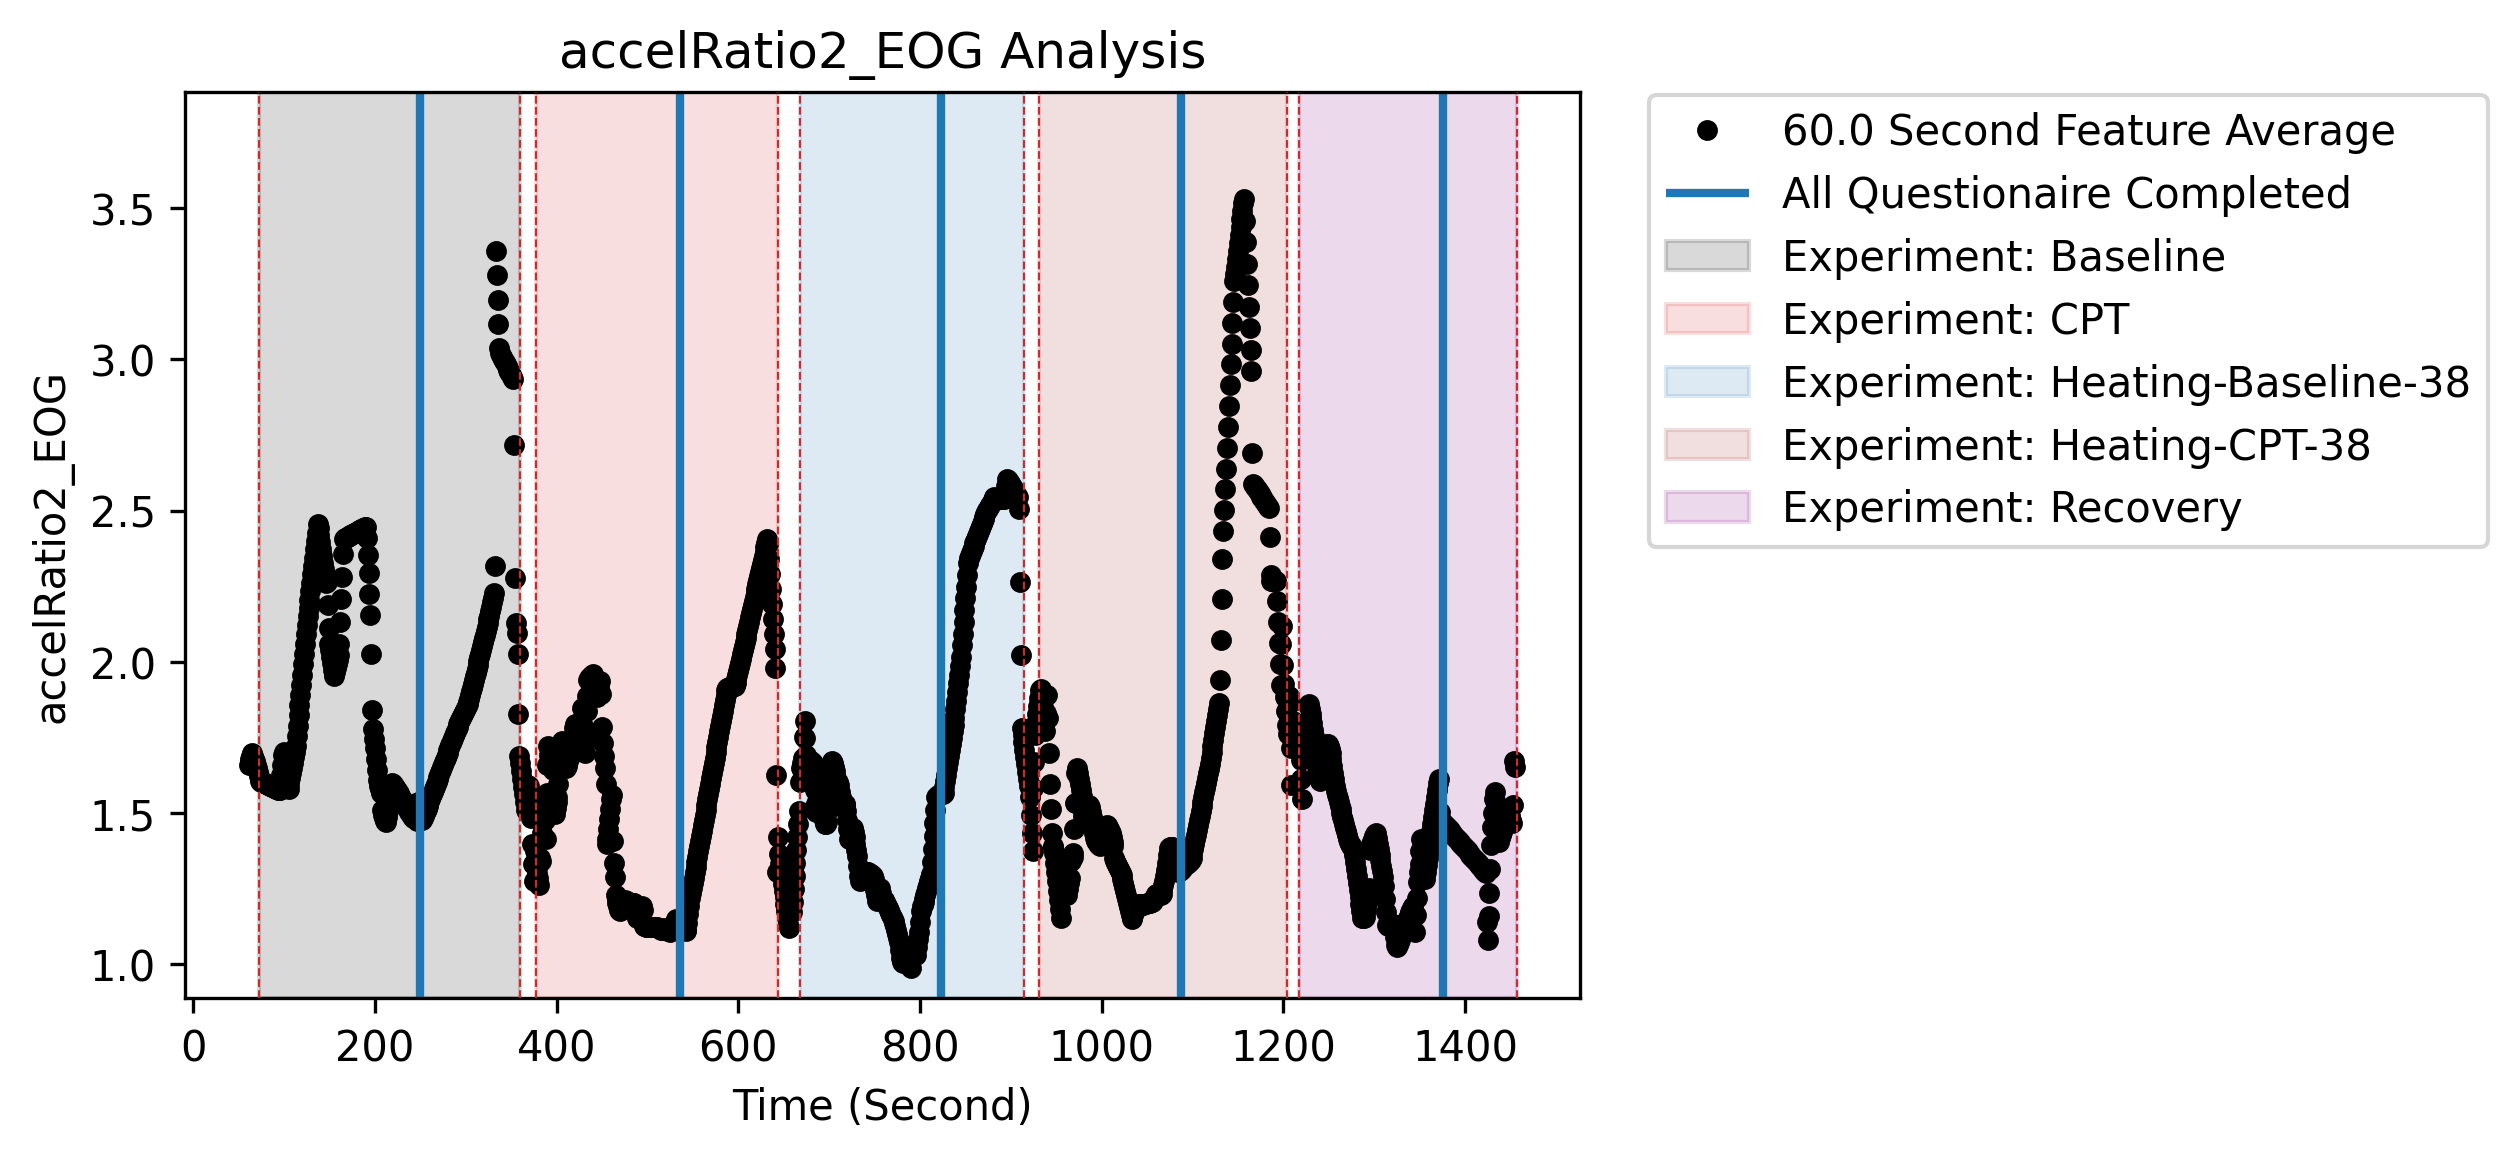 accelRatio2_EOG Analysis
accelRatio2_EOG
3.5
3.0
2.5
2.0
1.5
1.0
0 200 400 600 800 1000 1200 1400
Time (Second)
60.0 Second Feature Average
All Questionaire Completed
Experiment: Baseline
Experiment: CPT
Experiment: Heating-Baseline-38
Experiment: Heating-CPT-38
Experiment: Recovery